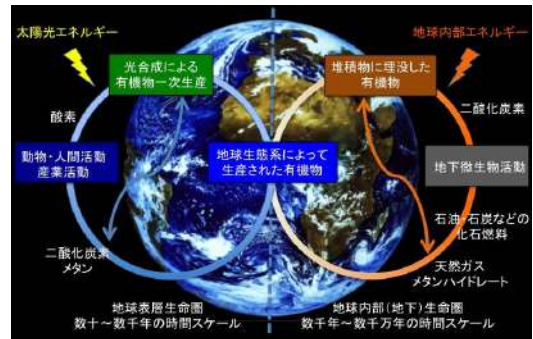 太陽光エネルギー
地球内部エネルギー
光合成による
有機物一次生産
堆積物に埋没した
有機物
酸素
二酸化炭素
動物・人間活動
産業活動
地球生態系によって
生産された有機物
地下微生物活動
石油・石炭などの
化石燃料
二酸化炭素
メタン
天然ガス
メタンハイドレート
地球表層生命圏
数十～数千年の時間スケール
地球内部(地下)生命圏
数千年～数千万年の時間スケール